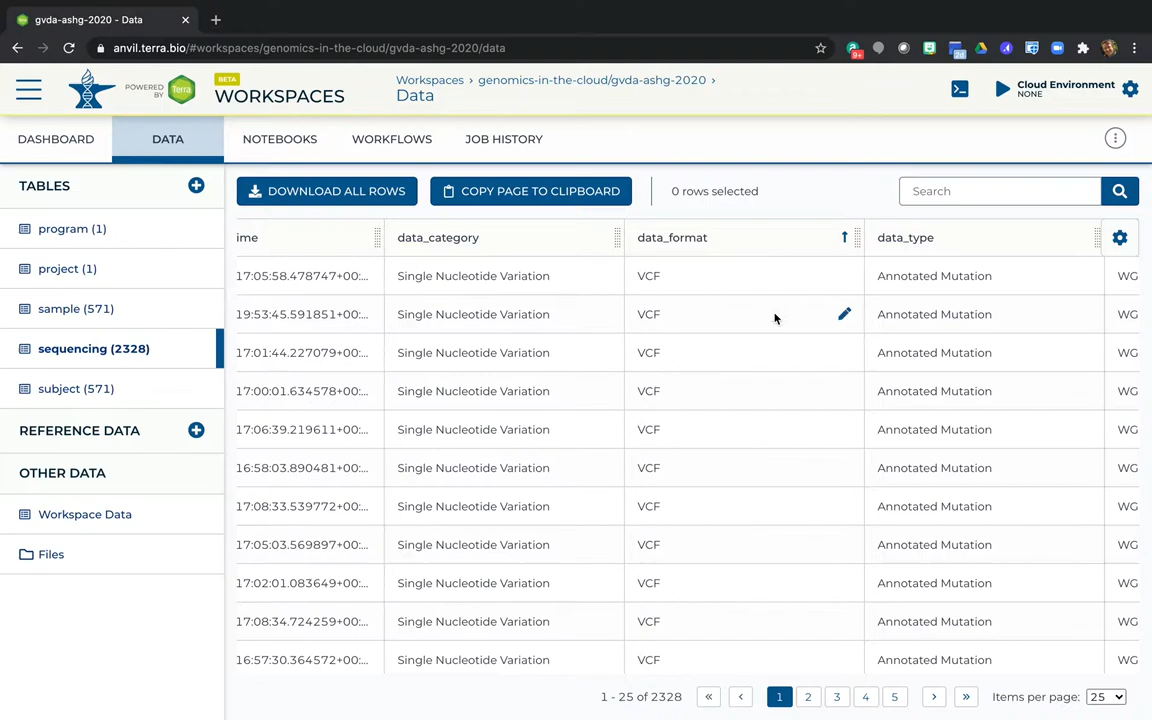 gvda-ashg-2020 - Data
anvil.terra.bio/#workspaces/genomics-in-the-cloud/gvda-ashg-2020/data
9+
2d
POWERED BY
Terra
BETA
WORKSPACES
Workspaces › genomics-in-the-cloud/gvda-ashg-2020 ›
Data
Cloud Environment
NONE
DASHBOARD DATA NOTEBOOKS WORKFLOWS JOB HISTORY
TABLES
program (1)
project (1)
sample (571)
sequencing (2328)
subject (571)
REFERENCE DATA
OTHER DATA
Workspace Data
Files
DOWNLOAD ALL ROWS COPY PAGE TO CLIPBOARD 0 rows selected Search
ime data_category data_format data_type
17:05:58.478747+00:... Single Nucleotide Variation VCF Annotated Mutation WG
19:53:45.591851+00:... Single Nucleotide Variation VCF Annotated Mutation WG
17:01:44.227079+00:... Single Nucleotide Variation VCF Annotated Mutation WG
17:00:01.634578+00:... Single Nucleotide Variation VCF Annotated Mutation WG
17:06:39.219611+00:... Single Nucleotide Variation VCF Annotated Mutation WG
16:58:03.890481+00:... Single Nucleotide Variation VCF Annotated Mutation WG
17:08:33.539772+00:... Single Nucleotide Variation VCF Annotated Mutation WG
17:05:03.569897+00:... Single Nucleotide Variation VCF Annotated Mutation WG
17:02:01.083649+00:... Single Nucleotide Variation VCF Annotated Mutation WG
17:08:34.724259+00:... Single Nucleotide Variation VCF Annotated Mutation WG
16:57:30.364572+00:... Single Nucleotide Variation VCF Annotated Mutation WG
1 - 25 of 2328 « ‹ 1 2 3 4 5 › » Items per page: 25